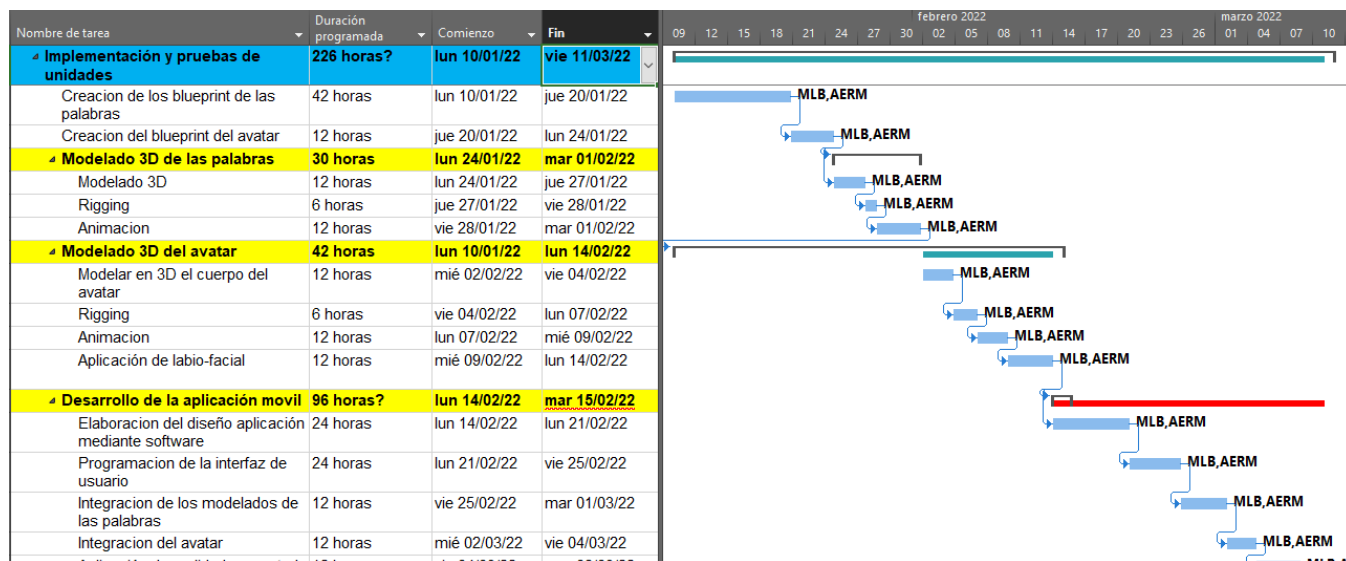 Nombre de tarea Duración programada Comienzo Fin
febrero 2022 marzo 2022
09 12 15 18 21 24 27 30 02 05 08 11 14 17 20 23 26 01 04 07 10
Implementación y pruebas de unidades 226 horas? lun 10/01/22 vie 11/03/22
Creacion de los blueprint de las palabras 42 horas lun 10/01/22 jue 20/01/22 MLB,AERM
Creacion del blueprint del avatar 12 horas jue 20/01/22 lun 24/01/22 MLB,AERM
Modelado 3D de las palabras 30 horas lun 24/01/22 mar 01/02/22
Modelado 3D 12 horas lun 24/01/22 jue 27/01/22 MLB,AERM
Rigging 6 horas jue 27/01/22 vie 28/01/22 MLB,AERM
Animacion 12 horas vie 28/01/22 mar 01/02/22 MLB,AERM
Modelado 3D del avatar 42 horas lun 10/01/22 lun 14/02/22
Modelar en 3D el cuerpo del avatar 12 horas mié 02/02/22 vie 04/02/22 MLB,AERM
Rigging 6 horas vie 04/02/22 lun 07/02/22 MLB,AERM
Animacion 12 horas lun 07/02/22 mié 09/02/22 MLB,AERM
Aplicación de labio-facial 12 horas mié 09/02/22 lun 14/02/22 MLB,AERM
Desarrollo de la aplicación movil 96 horas? lun 14/02/22 mar 15/02/22
Elaboracion del diseño aplicación mediante software 24 horas lun 14/02/22 lun 21/02/22 MLB,AERM
Programacion de la interfaz de usuario 24 horas lun 21/02/22 vie 25/02/22 MLB,AERM
Integracion de los modelados de las palabras 12 horas vie 25/02/22 mar 01/03/22 MLB,AERM
Integracion del avatar 12 horas mié 02/03/22 vie 04/03/22 MLB,AERM